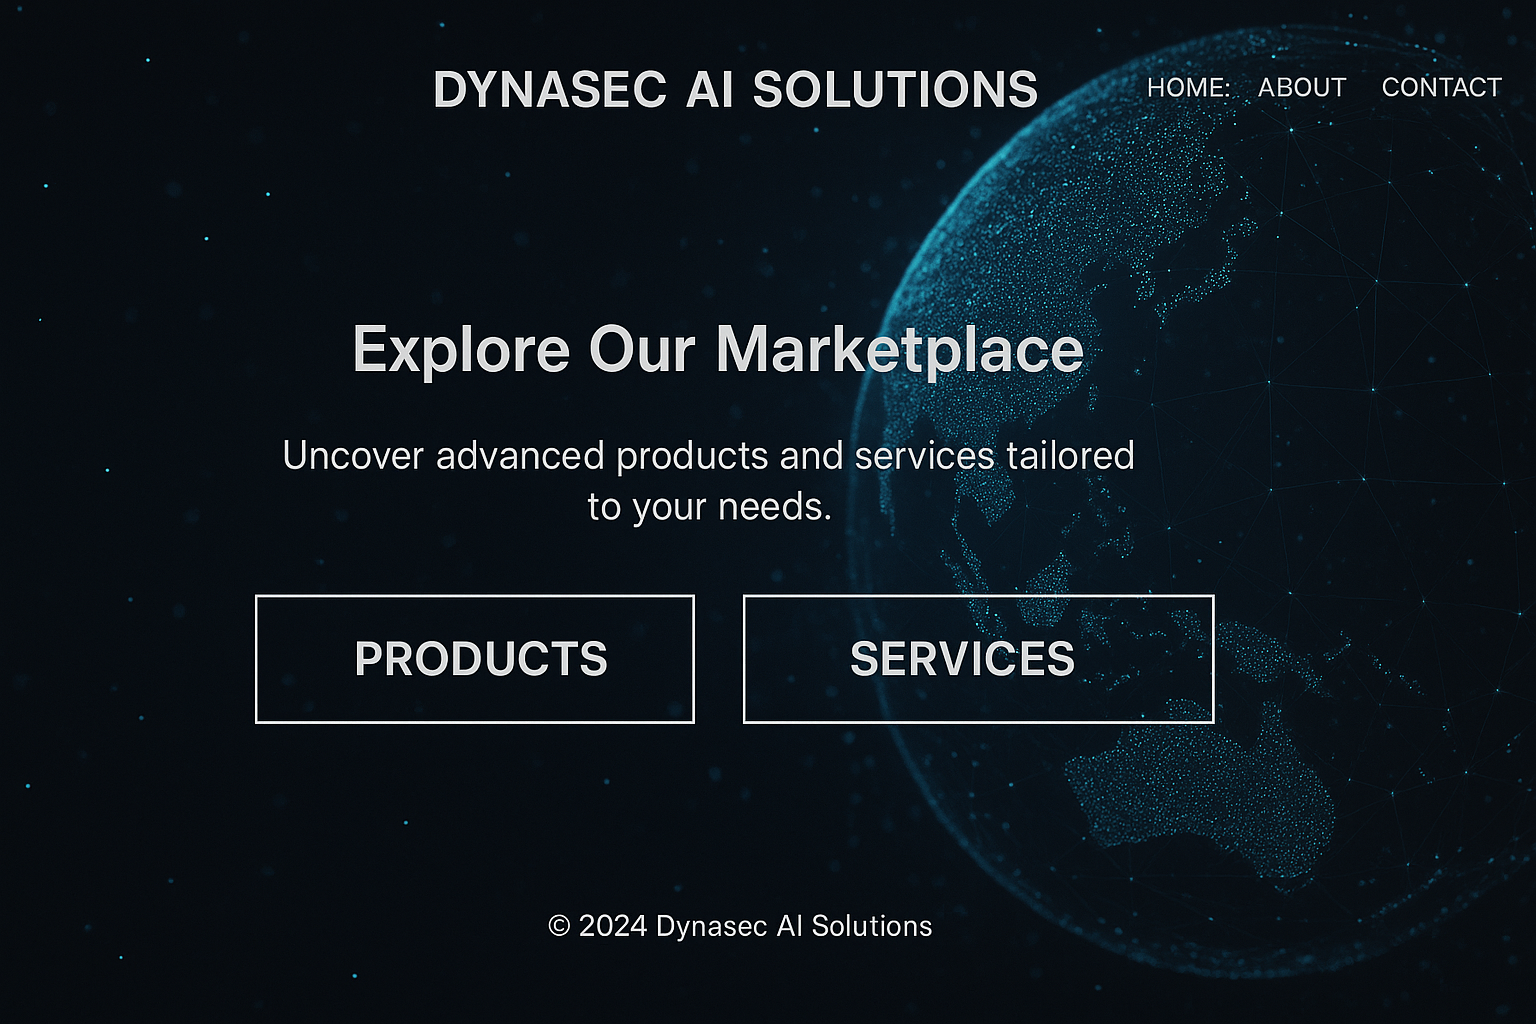 DYNASEC AI SOLUTIONS
HOME: ABOUT CONTACT
Explore Our Marketplace
Uncover advanced products and services tailored
to your needs.
PRODUCTS
SERVICES
© 2024 Dynasec AI Solutions